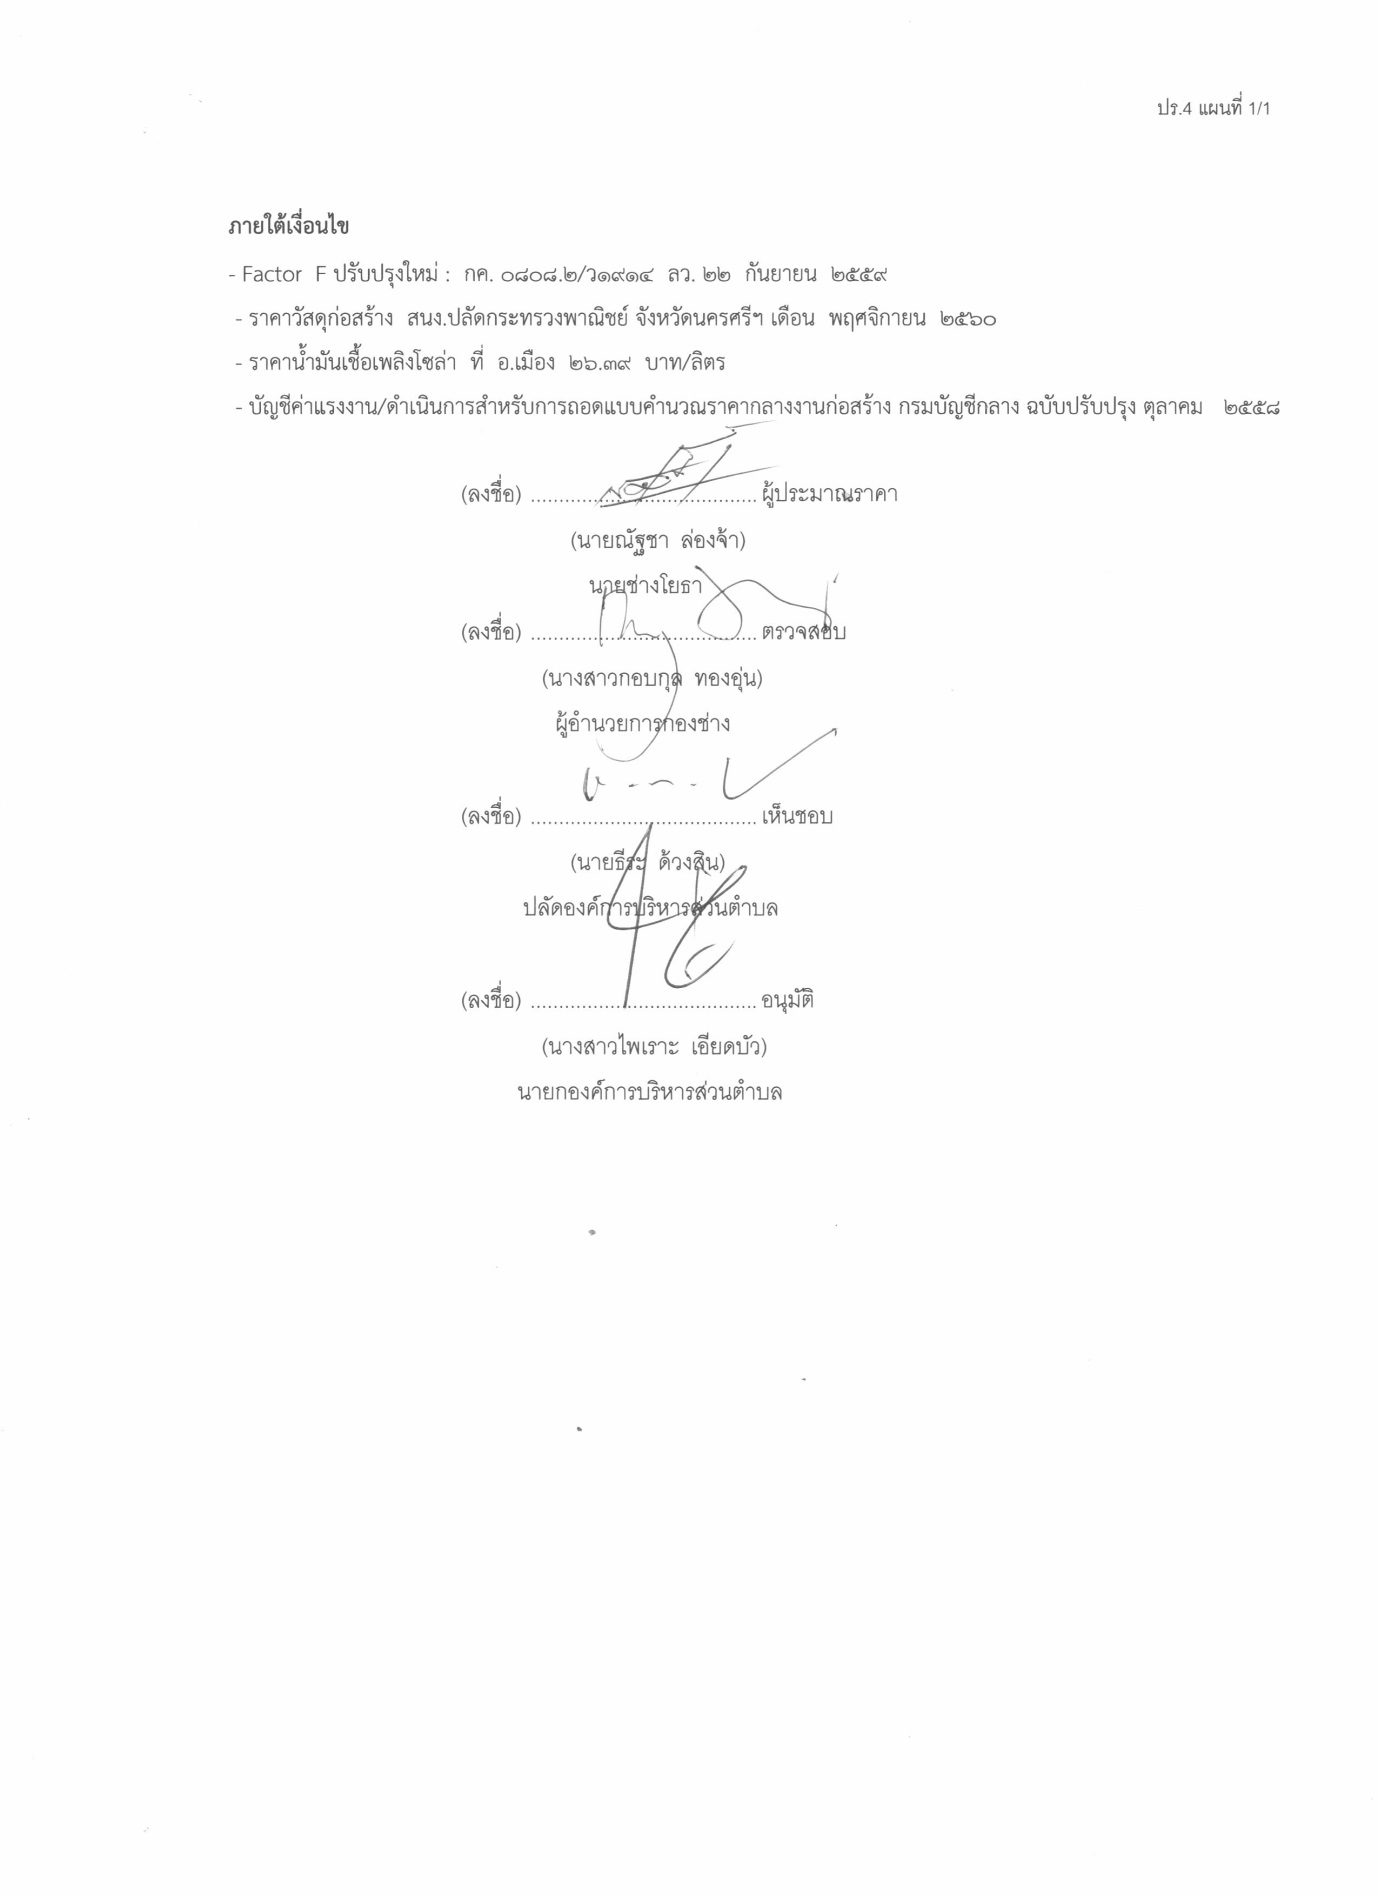 ปร.4 แผนที่ 1/1
ภายใต้เงื่อนไข
- Factor F ปรับปรุงใหม่ : กค. ๐๘๐๘.๒/ว๑๙๑๔ ลว. ๒๒ กันยายน ๒๕๕๙
- ราคาวัสดุก่อสร้าง สนง.ปลัดกระทรวงพาณิชย์ จังหวัดนครศรีฯ เดือน พฤศจิกายน ๒๕๖๐
- ราคาน้ำมันเชื้อเพลิงโซล่า ที่ อ.เมือง ๒๖.๓๙ บาท/ลิตร
- บัญชีค่าแรงงาน/ดำเนินการสำหรับการถอดแบบคำนวณราคากลางงานก่อสร้าง กรมบัญชีกลาง ฉบับปรับปรุง ตุลาคม ๒๕๕๘
(ลงชื่อ) ........................................ ผู้ประมาณราคา
(นายณัฐชา ล่องจ้า)
นายช่างโยธา
(ลงชื่อ) ........................................ ตรวจสอบ
(นางสาวกอบกุล ทองอุ่น)
ผู้อำนวยการกองช่าง
(ลงชื่อ) ........................................ เห็นชอบ
(นายธีระ ด้วงสิน)
ปลัดองค์การบริหารส่วนตำบล
(ลงชื่อ) ........................................ อนุมัติ
(นางสาวไพเราะ เอียดบัว)
นายกองค์การบริหารส่วนตำบล